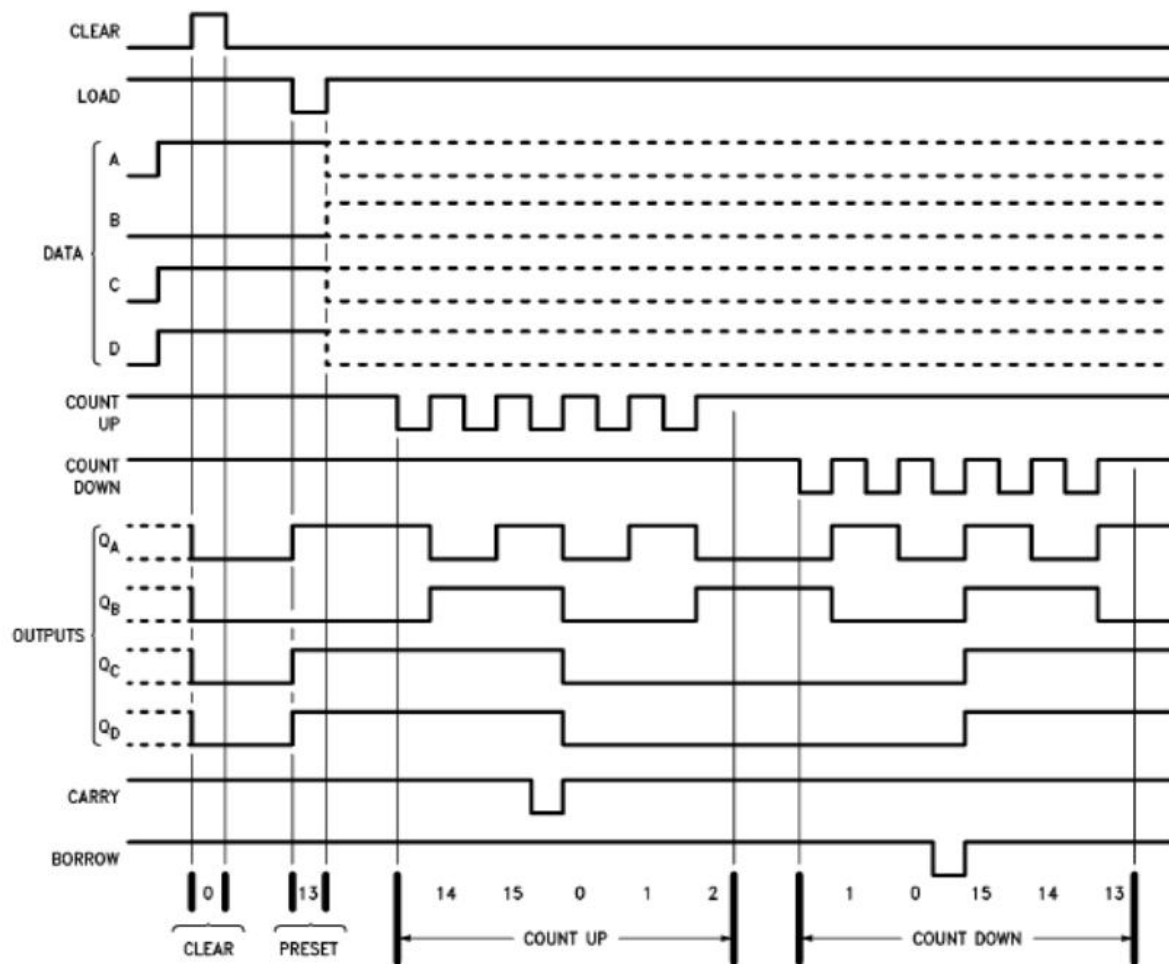 CLEAR
LOAD
A
B
DATA
C
D
COUNT
UP
COUNT
DOWN
QA
QB
OUTPUTS
QC
QD
CARRY
BORROW
0 13 14 15 0 1 2 1 0 15 14 13
CLEAR PRESET COUNT UP COUNT DOWN